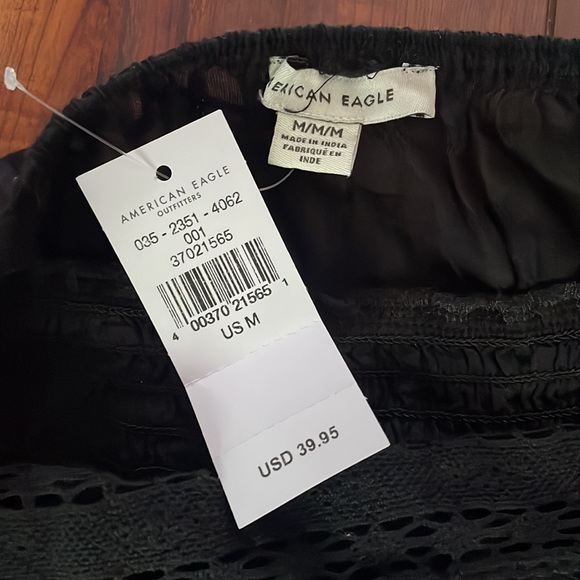 ERICAN EAGLE
M/M/M
MADE IN INDIA
FABRIQUÉ EN
INDE
AMERICAN EAGLE
OUTFITTERS
035 - 2351 - 4062
001
37021565
4 00370 21565 1
US M
USD 39.95